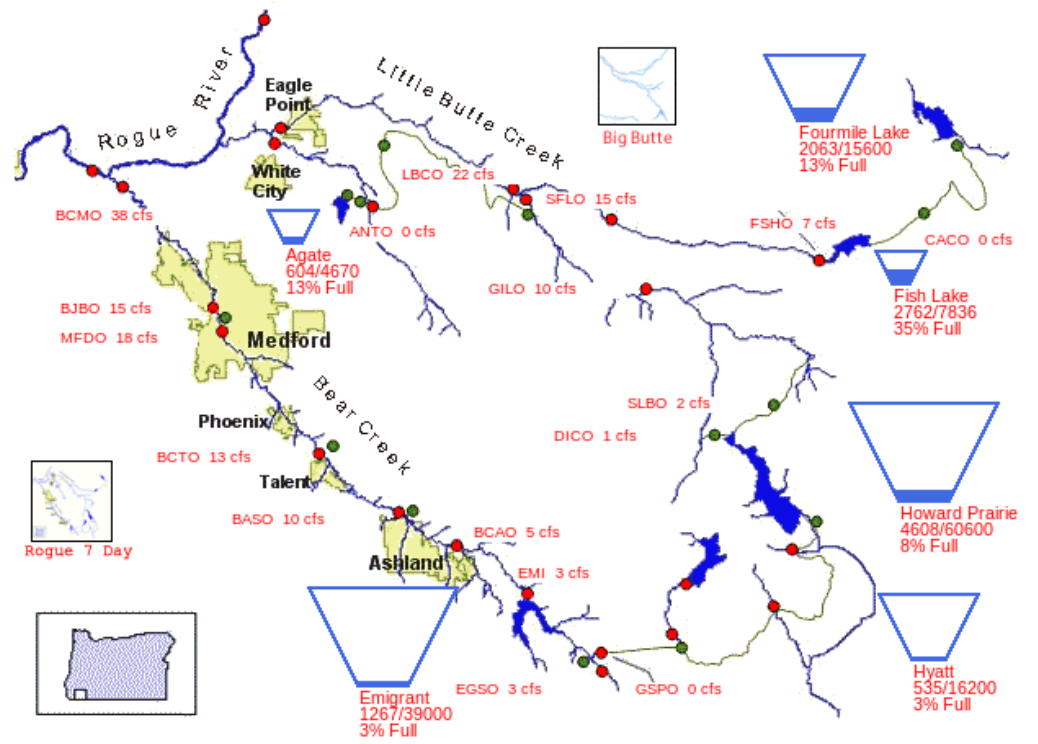 Rogue River
Little Butte Creek
Eagle
Point
White
City
Big Butte
Fourmile Lake
2063/15600
13% Full
LBCO 22 cfs
SFLO 15 cfs
BCMO 38 cfs
ANTO 0 cfs
FSHO 7 cfs
CACO 0 cfs
Agate
604/4670
13% Full
GILO 10 cfs
Fish Lake
2762/7836
35% Full
BJBO 15 cfs
MFDO 18 cfs
Medford
Bear Creek
Phoenix
SLBO 2 cfs
DICO 1 cfs
BCTO 13 cfs
Talent
Howard Prairie
4608/60600
8% Full
BASO 10 cfs
BCAO 5 cfs
Rogue 7 Day
Ashland
EMI 3 cfs
Emigrant
1267/39000
3% Full
EGSO 3 cfs
GSPO 0 cfs
Hyatt
535/16200
3% Full